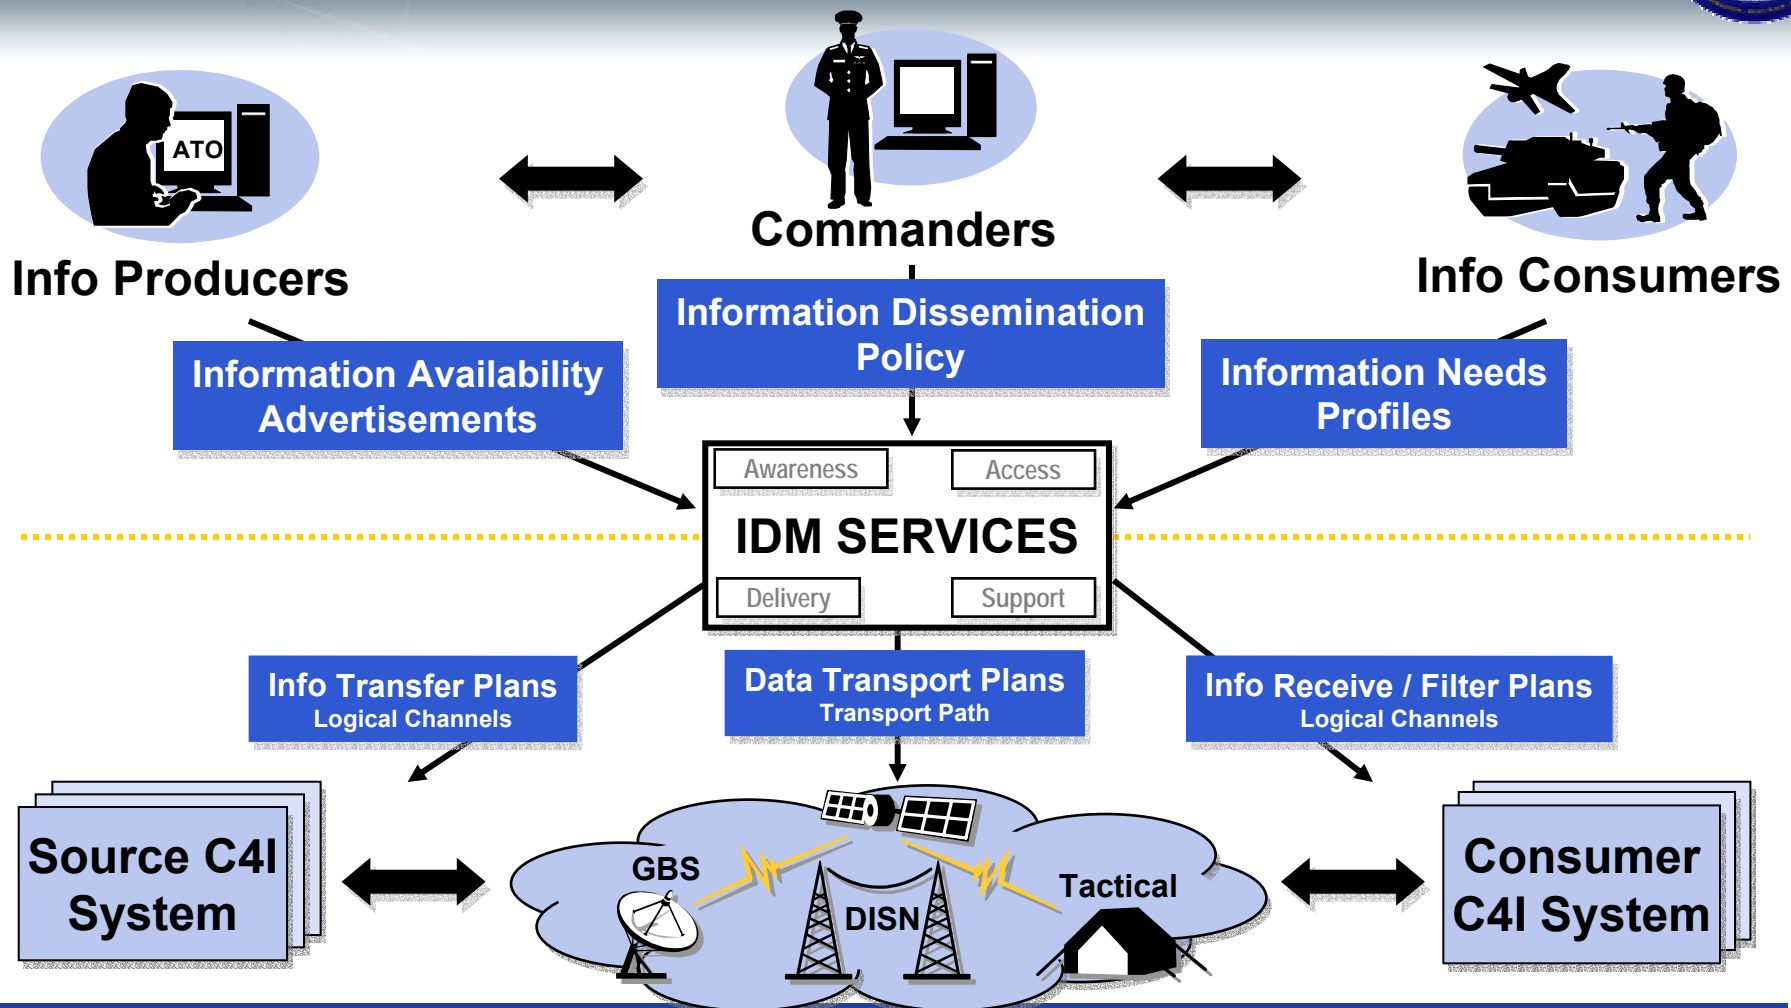 ATO
Commanders
Info Producers
Info Consumers
Information Dissemination
Policy
Information Availability
Advertisements
Information Needs
Profiles
Awareness
Access
IDM SERVICES
Delivery
Support
Info Transfer Plans
Logical Channels
Data Transport Plans
Transport Path
Info Receive / Filter Plans
Logical Channels
Source C4I
System
GBS
DISN
Tactical
Consumer
C4I System